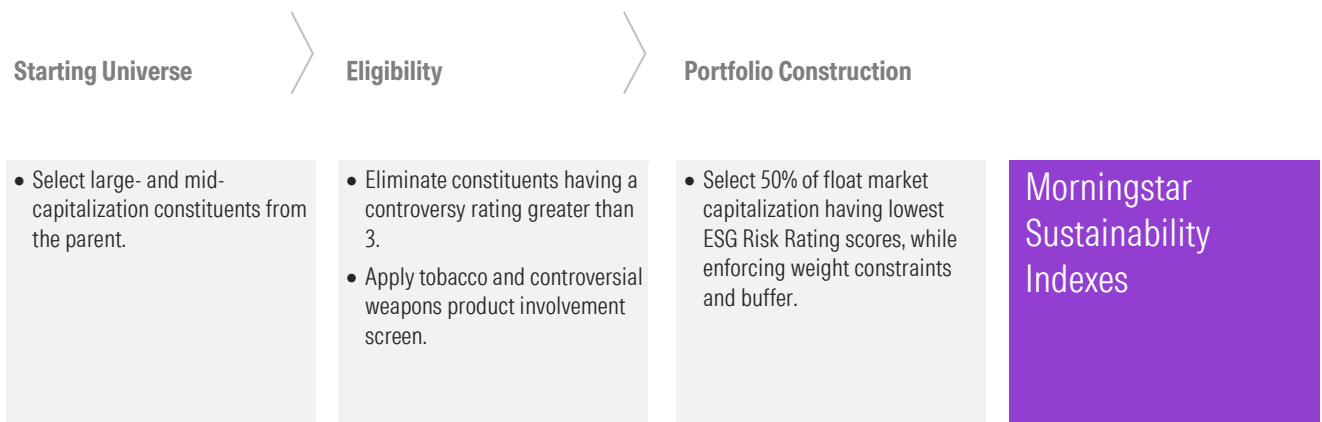 Starting Universe
Eligibility
Portfolio Construction
• Select large- and mid-
capitalization constituents from
the parent.
• Eliminate constituents having a
controversy rating greater than
3.
• Apply tobacco and controversial
weapons product involvement
screen.
• Select 50% of float market
capitalization having lowest
ESG Risk Rating scores, while
enforcing weight constraints
and buffer.
Morningstar
Sustainability
Indexes